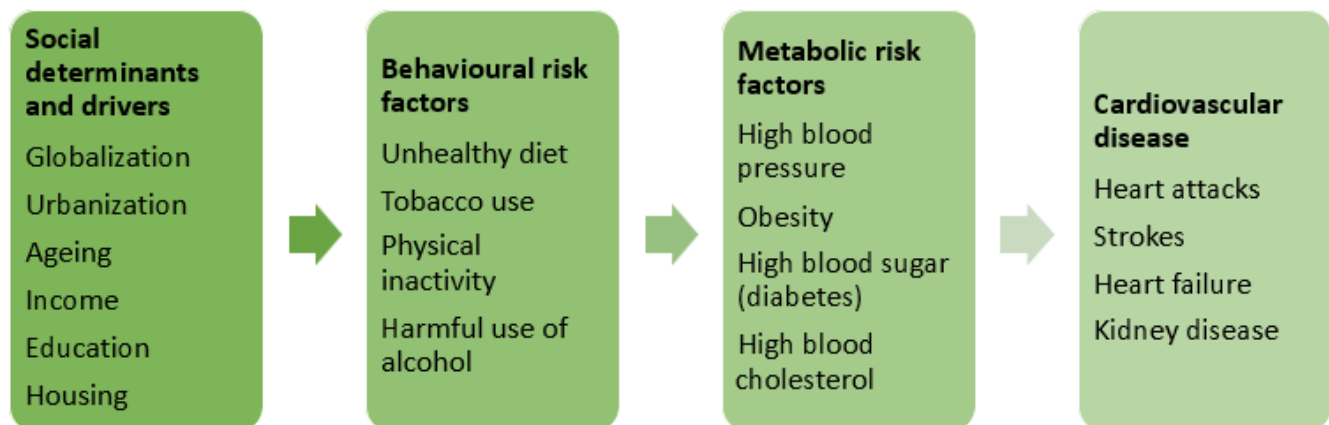 Social
determinants
and drivers
Globalization
Urbanization
Ageing
Income
Education
Housing
Behavioural risk
factors
Unhealthy diet
Tobacco use
Physical
inactivity
Harmful use of
alcohol
Metabolic risk
factors
High blood
pressure
Obesity
High blood sugar
(diabetes)
High blood
cholesterol
Cardiovascular
disease
Heart attacks
Strokes
Heart failure
Kidney disease